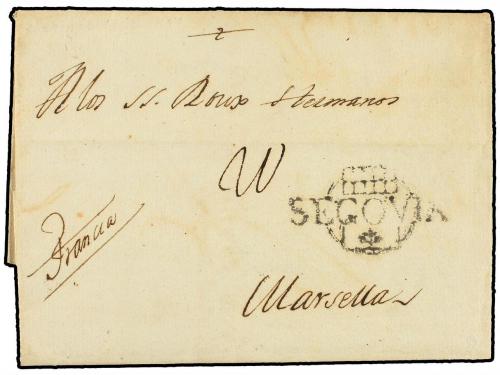 2
A los SS. Roux Hermanos
W
SEGOVIA
Francia
Marsella